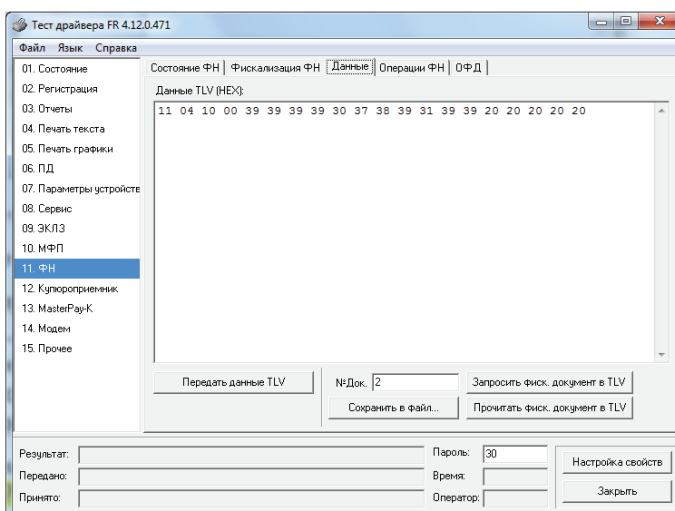 Тест драйвера FR 4.12.0.471
Файл Язык Справка
01. Состояние
02. Регистрация
03. Отчеты
04. Печать текста
05. Печать графики
06. ПД
07. Параметры устройств
08. Сервис
09. ЭКЛЗ
10. МФП
11. ФН
12. Купюроприемник
13. MasterPay-K
14. Модем
15. Прочее
Состояние ФН Фискализация ФН Данные Операции ФН ОФД
Данные TLV (HEX):
11 04 10 00 39 39 39 39 30 37 38 39 31 39 39 20 20 20 20 20
Передать данные TLV
№Док. 2
Запросить фиск. документ в TLV
Сохранить в файл...
Прочитать фиск. документ в TLV
Результат:
Передано:
Принято:
Пароль: 30
Время:
Оператор:
Настройка свойств
Закрыть